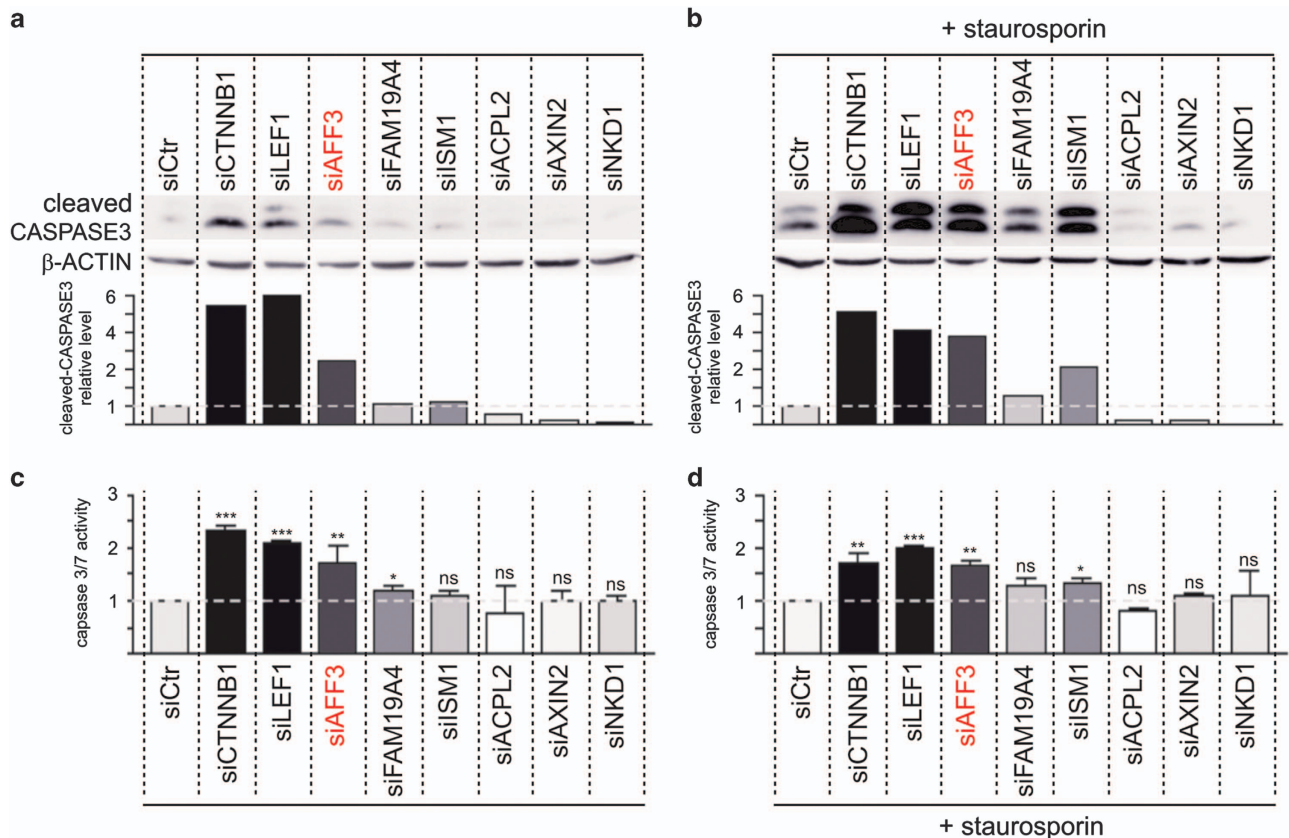 a
siCtr
siCTNNB1
siLEF1
siAFF3
siFAM19A4
siISM1
siACPL2
siAXIN2
siNKD1
cleaved
CASPASE3
β-ACTIN
cleaved-CASPASE3
relative level
6
4
2
1
b
+ staurosporin
siCtr
siCTNNB1
siLEF1
siAFF3
siFAM19A4
siISM1
siACPL2
siAXIN2
siNKD1
cleaved-CASPASE3
relative level
6
4
2
1
c
capsase 3/7 activity
3
2
1
*** *** ** * ns ns ns ns
siCtr
siCTNNB1
siLEF1
siAFF3
siFAM19A4
siISM1
siACPL2
siAXIN2
siNKD1
d
capsase 3/7 activity
3
2
1
** *** ** ns * ns ns ns
siCtr
siCTNNB1
siLEF1
siAFF3
siFAM19A4
siISM1
siACPL2
siAXIN2
siNKD1
+ staurosporin